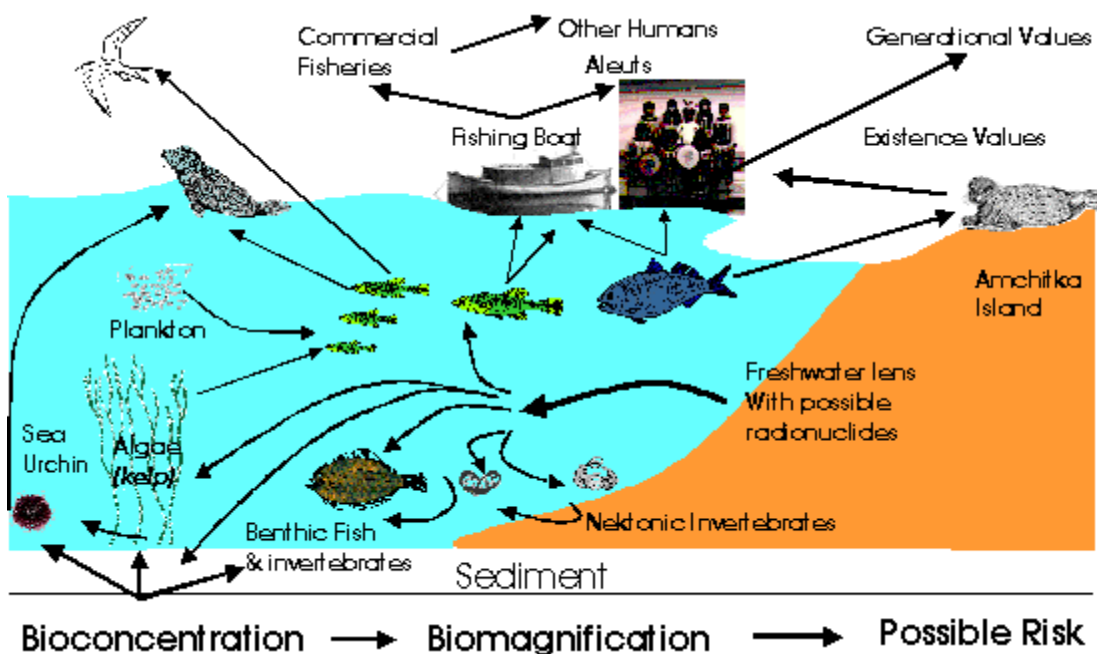 Commercial
Fisheries
Other Humans
Aleuts
Generational Values
Fishing Boat
Existence Values
Plankton
Amchitka
Island
Freshwater lens
With possible
radionuclides
Sea
Urchin
Algae
(kelp)
Benthic Fish
& invertebrates
Nektonic Invertebrates
Sediment
Bioconcentration
Biomagnification
Possible Risk